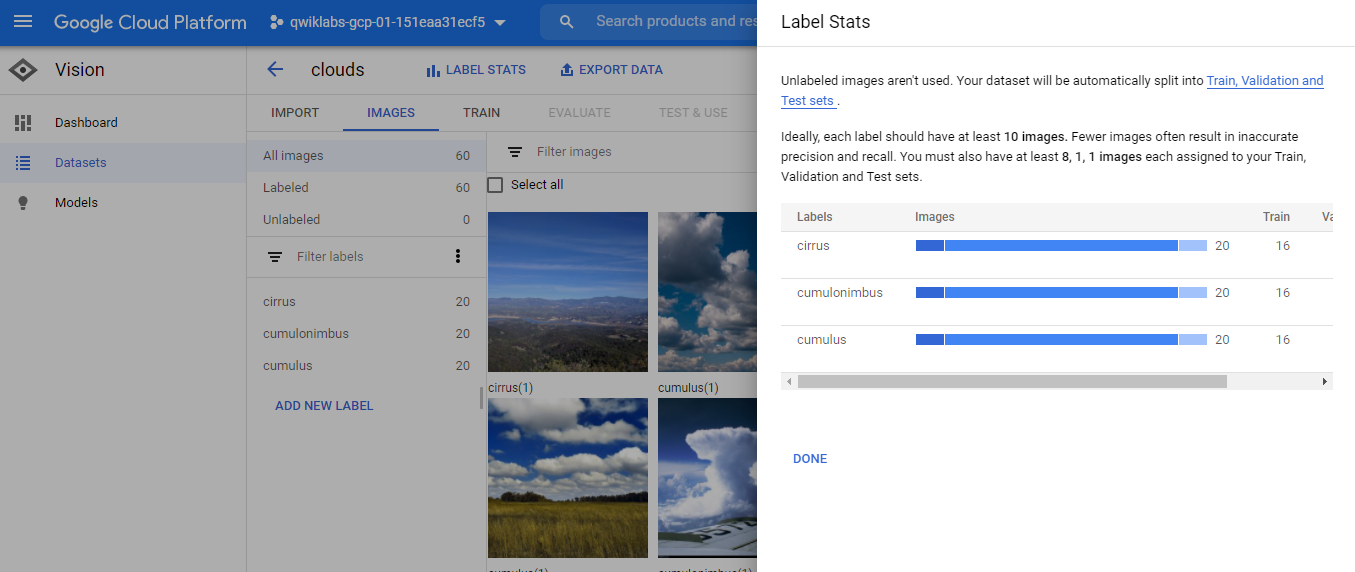 Google Cloud Platform
qwiklabs-gcp-01-151eaa31ecf5
Search products and res
Vision
Dashboard
Datasets
Models
clouds
LABEL STATS
EXPORT DATA
IMPORT
IMAGES
TRAIN
EVALUATE
TEST & USE
All images 60
Labeled 60
Unlabeled 0
Filter labels
cirrus 20
cumulonimbus 20
cumulus 20
ADD NEW LABEL
Filter images
Select all
cirrus(1)
cumulus(1)
cumulus(1)
cumulonimbus(1)
Label Stats
Unlabeled images aren't used. Your dataset will be automatically split into Train, Validation and
Test sets .
Ideally, each label should have at least 10 images. Fewer images often result in inaccurate
precision and recall. You must also have at least 8, 1, 1 images each assigned to your Train,
Validation and Test sets.
Labels Images Train Va
cirrus 20 16
cumulonimbus 20 16
cumulus 20 16
DONE